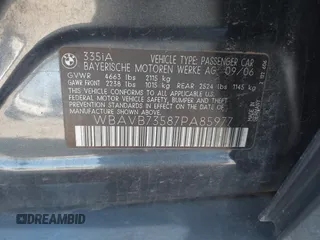 335IA VEHICLE TYPE: PASSENGER CAR
BAYERISCHE MOTOREN WERKE AG 09/06
GVWR 4663 lbs 2115 kg
FRONT 2238 lbs 1015 kg REAR 2524 lbs 1145 kg
THIS VEHICLE CONFORMS TO ALL APPLICABLE
FEDERAL MOTOR VEHICLE SAFETY, BUMPER AND THEFT
PREVENTION STANDARDS IN EFFECT ON THE DATE
OF MANUFACTURE SHOWN ABOVE
WBAVB73587PA85977
DREAMBID